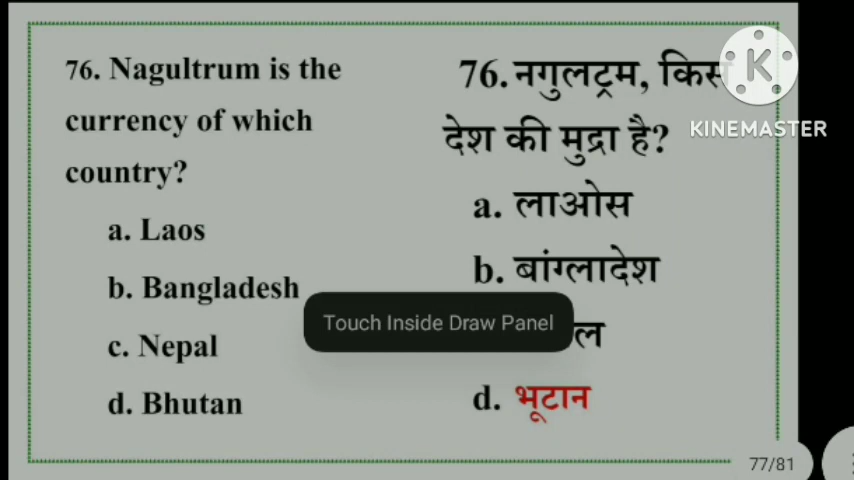 76. Nagultrum is the
currency of which
country?
a. Laos
b. Bangladesh
c. Nepal
d. Bhutan
76. नगुलट्रम, किस
देश की मुद्रा है?
a. लाओस
b. बांग्लादेश
d. भूटान
Touch Inside Draw Panel
KINEMASTER
77/81